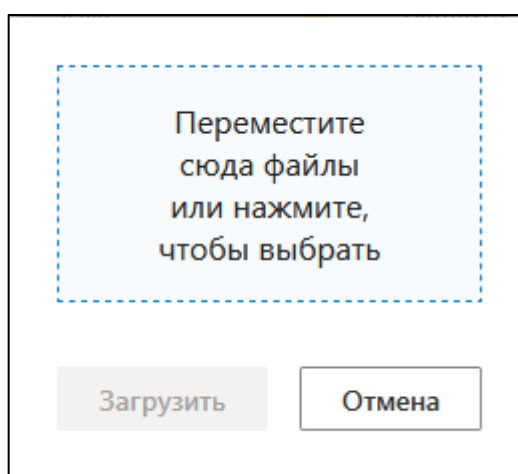 Переместите
сюда файлы
или нажмите,
чтобы выбрать
Загрузить
Отмена